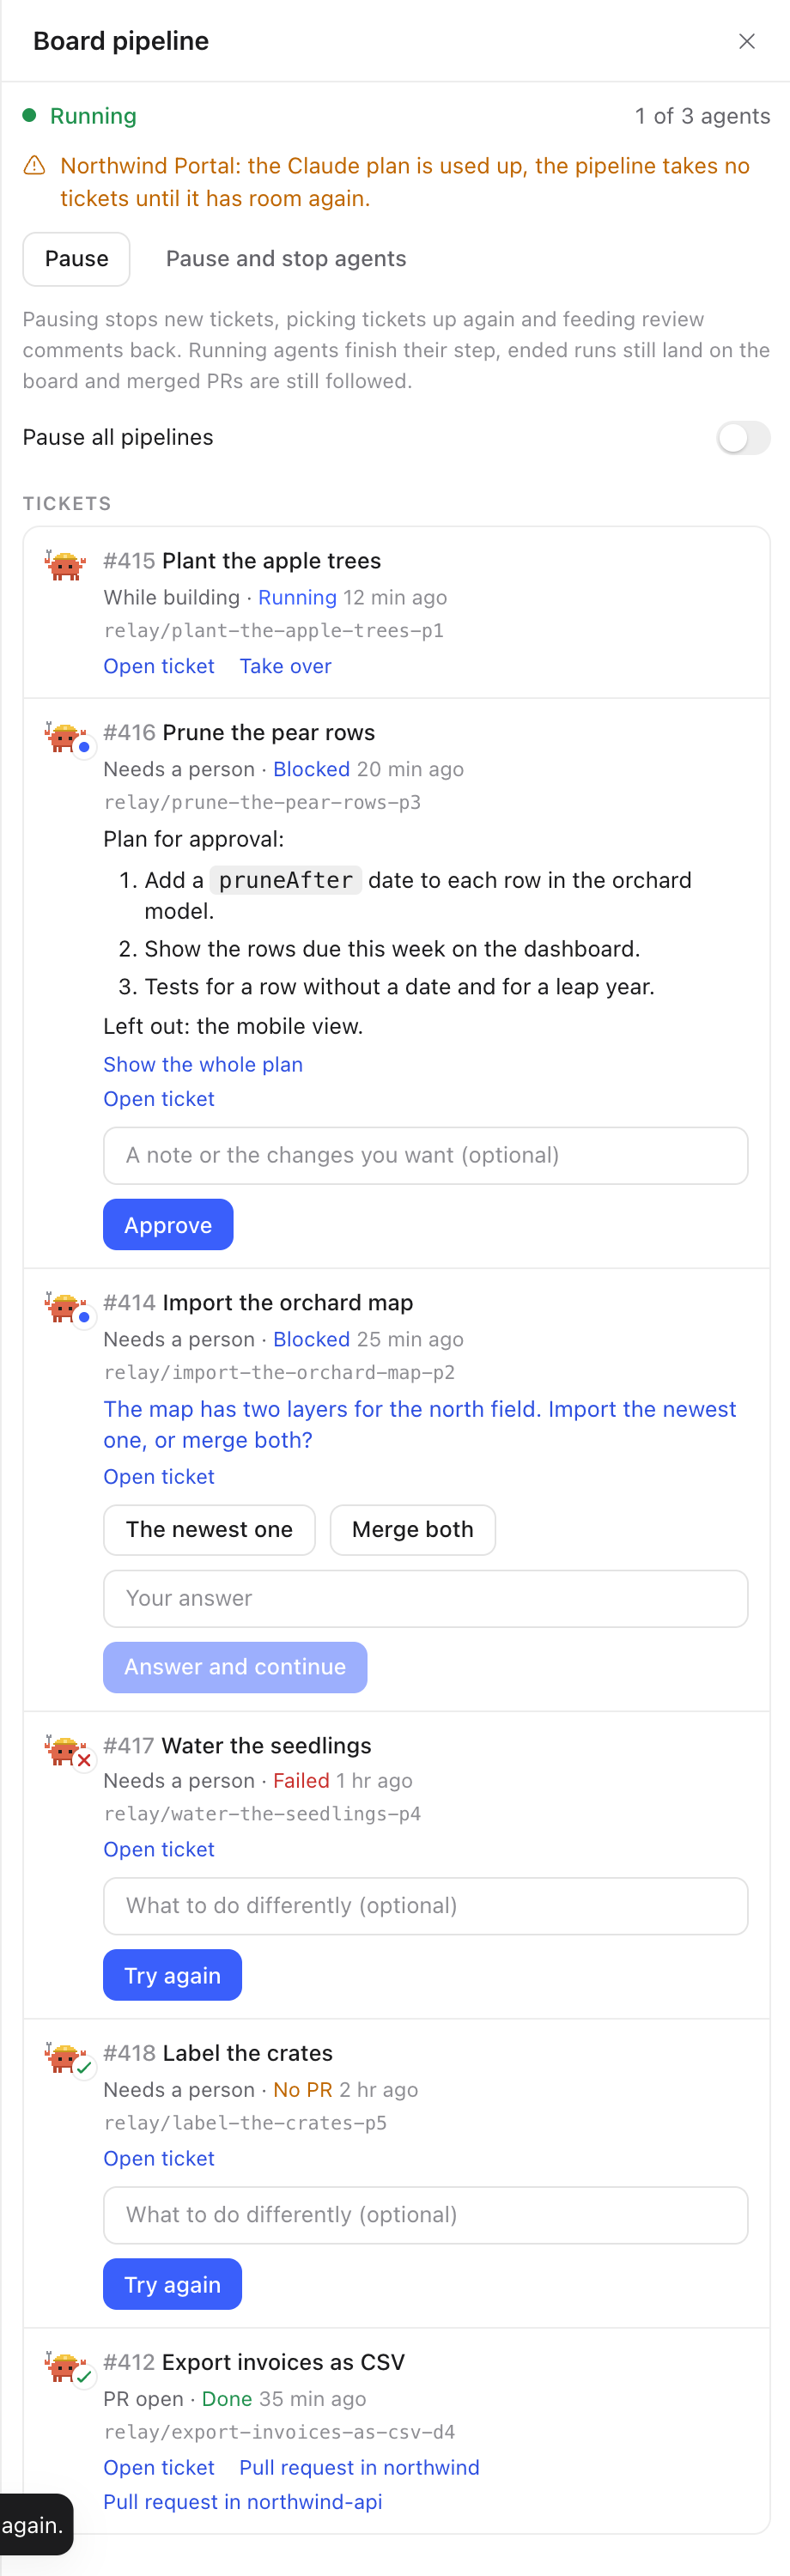 Board pipeline
Running
1 of 3 agents
Northwind Portal: the Claude plan is used up, the pipeline takes no
tickets until it has room again.
Pause
Pause and stop agents
Pausing stops new tickets, picking tickets up again and feeding review
comments back. Running agents finish their step, ended runs still land on the
board and merged PRs are still followed.
Pause all pipelines
TICKETS
#415 Plant the apple trees
While building · Running 12 min ago
relay/plant-the-apple-trees-p1
Open ticket Take over
#416 Prune the pear rows
Needs a person · Blocked 20 min ago
relay/prune-the-pear-rows-p3
Plan for approval:
1. Add a pruneAfter date to each row in the orchard
model.
2. Show the rows due this week on the dashboard.
3. Tests for a row without a date and for a leap year.
Left out: the mobile view.
Show the whole plan
Open ticket
A note or the changes you want (optional)
Approve
#414 Import the orchard map
Needs a person · Blocked 25 min ago
relay/import-the-orchard-map-p2
The map has two layers for the north field. Import the newest
one, or merge both?
Open ticket
The newest one
Merge both
Your answer
Answer and continue
#417 Water the seedlings
Needs a person · Failed 1 hr ago
relay/water-the-seedlings-p4
Open ticket
What to do differently (optional)
Try again
#418 Label the crates
Needs a person · No PR 2 hr ago
relay/label-the-crates-p5
Open ticket
What to do differently (optional)
Try again
#412 Export invoices as CSV
PR open · Done 35 min ago
relay/export-invoices-as-csv-d4
Open ticket Pull request in northwind
Pull request in northwind-api
again.